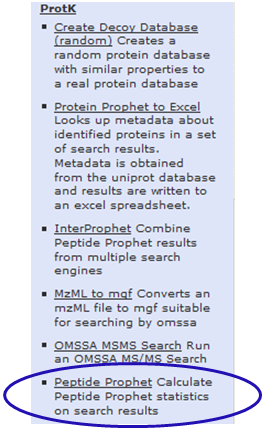 ProtK
Create Decoy Database
(random) Creates a
random protein database
with similar properties to
a real protein database
Protein Prophet to Excel
Looks up metadata about
identified proteins in a set
of search results.
Metadata is obtained
from the uniprot database
and results are written to
an excel spreadsheet.
InterProphet Combine
Peptide Prophet results
from multiple search
engines
MzML to mgf Converts an
mzML file to mgf suitable
for searching by omssa
OMSSA MSMS Search Run
an OMSSA MS/MS Search
Peptide Prophet Calculate
Peptide Prophet statistics
on search results